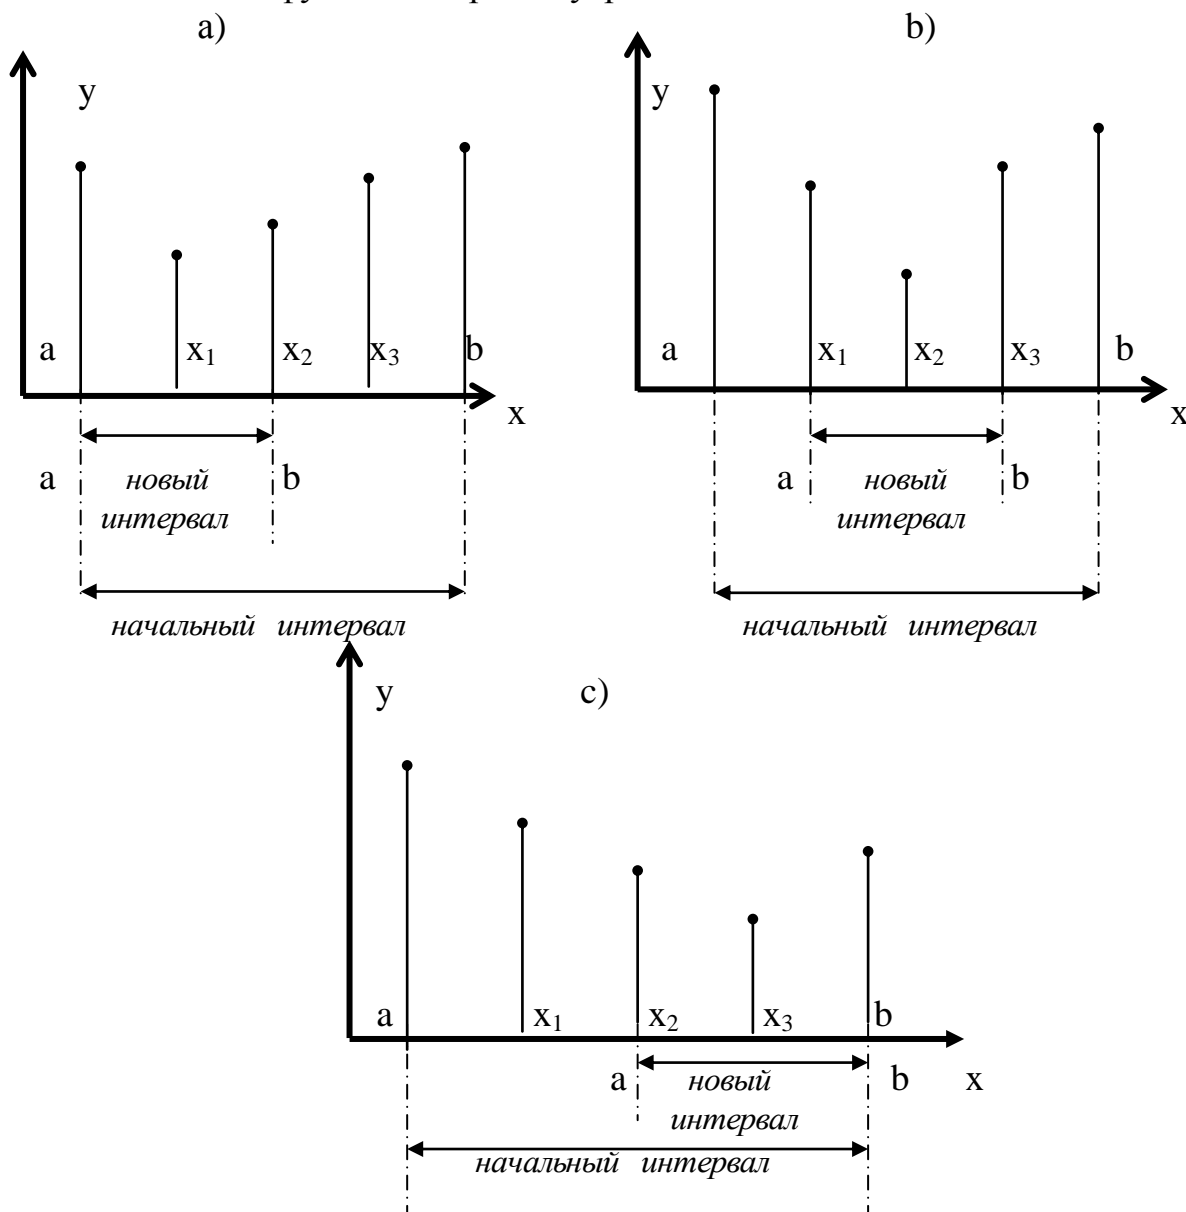 a)
b)
y
y
a x₁ x₂ x₃ b
a x₁ x₂ x₃ b
x
x
a новый b
интервал
a новый b
интервал
начальный интервал
начальный интервал
y
c)
a x₁ x₂ x₃ b
a новый b x
интервал
начальный интервал